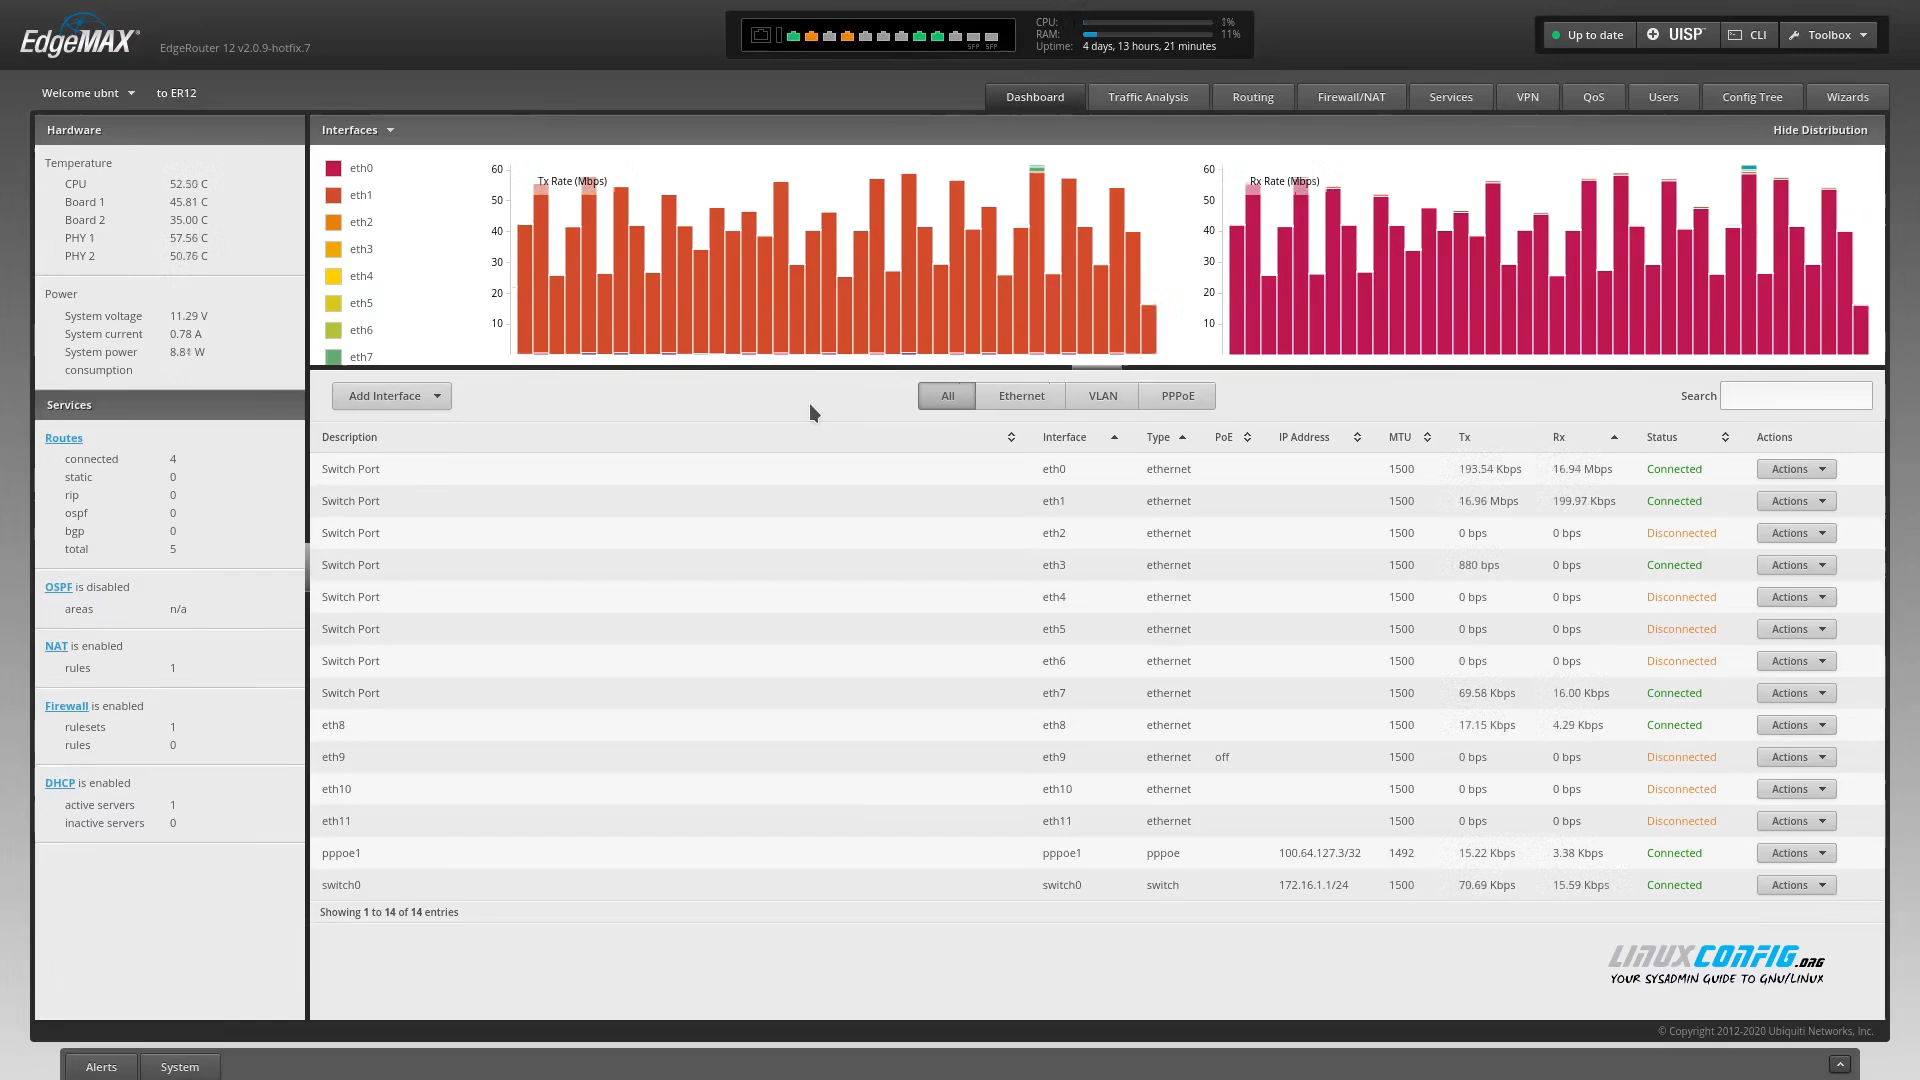 EdgeMAX
EdgeRouter 12 v2.0.9-hotfix.7
SFP SFP
CPU: 1%
RAM: 11%
Uptime: 4 days, 13 hours, 21 minutes
Up to date
UISP
CLI
Toolbox
Welcome ubnt
to ER12
Dashboard
Traffic Analysis
Routing
Firewall/NAT
Services
VPN
QoS
Users
Config Tree
Wizards
Hardware
Temperature
CPU 52.50 C
Board 1 45.81 C
Board 2 35.00 C
PHY 1 57.56 C
PHY 2 50.76 C
Power
System voltage 11.29 V
System current 0.78 A
System power W
consumption
Services
Routes
connected 4
static 0
rip 0
ospf 0
bgp 0
total 5
OSPF is disabled
areas n/a
NAT is enabled
rules 1
Firewall is enabled
rulesets 1
rules 0
DHCP is enabled
active servers 1
inactive servers 0
Interfaces
Hide Distribution
eth0
eth1
eth2
eth3
eth4
eth5
eth6
eth7
Tx Rate (Mbps)
60
50
40
30
20
10
Rx Rate (Mbps)
60
50
40
30
20
10
Add Interface
All
Ethernet
VLAN
PPPoE
Search
Description Interface Type PoE IP Address MTU Tx Rx Status Actions
Switch Port eth0 ethernet 1500 193.54 Kbps 16.94 Mbps Connected Actions
Switch Port eth1 ethernet 1500 16.96 Mbps 199.97 Kbps Connected Actions
Switch Port eth2 ethernet 1500 0 bps 0 bps Disconnected Actions
Switch Port eth3 ethernet 1500 880 bps 0 bps Connected Actions
Switch Port eth4 ethernet 1500 0 bps 0 bps Disconnected Actions
Switch Port eth5 ethernet 1500 0 bps 0 bps Disconnected Actions
Switch Port eth6 ethernet 1500 0 bps 0 bps Disconnected Actions
Switch Port eth7 ethernet 1500 69.58 Kbps 16.00 Kbps Connected Actions
eth8 eth8 ethernet 1500 17.15 Kbps 4.29 Kbps Connected Actions
eth9 eth9 ethernet off 1500 0 bps 0 bps Disconnected Actions
eth10 eth10 ethernet 1500 0 bps 0 bps Disconnected Actions
eth11 eth11 ethernet 1500 0 bps 0 bps Disconnected Actions
pppoe1 pppoe1 pppoe 100.64.127.3/32 1492 15.22 Kbps 3.38 Kbps Connected Actions
switch0 switch0 switch 172.16.1.1/24 1500 70.69 Kbps 15.59 Kbps Connected Actions
Showing 1 to 14 of 14 entries
LINUXCONFIG.ORG
YOUR SYSADMIN GUIDE TO GNU/LINUX
© Copyright 2012-2020 Ubiquiti Networks, Inc.
Alerts
System